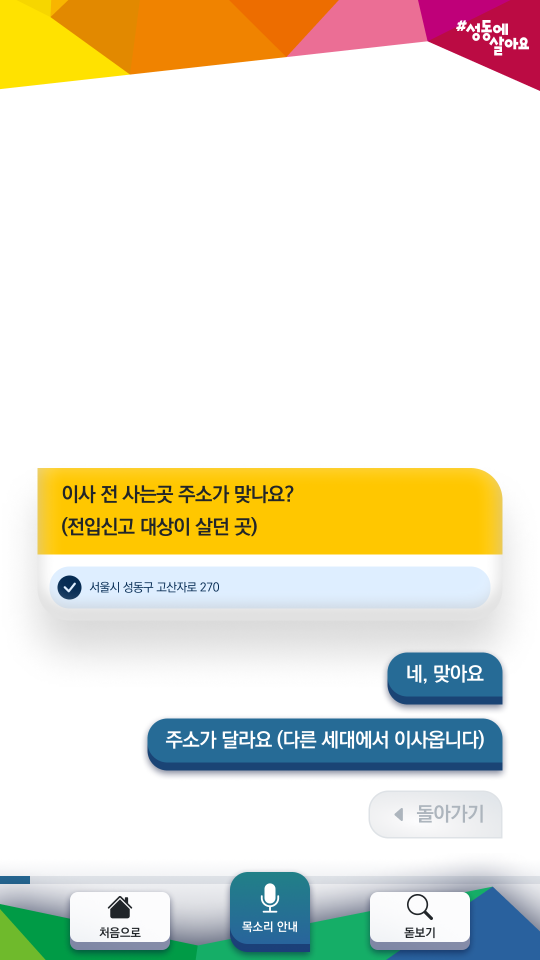 #성동에
살아요
이사 전 사는곳 주소가 맞나요?
(전입신고 대상이 살던 곳)
서울시 성동구 고산자로 270
네, 맞아요
주소가 달라요 (다른 세대에서 이사옵니다)
돌아가기
처음으로
목소리 안내
돋보기